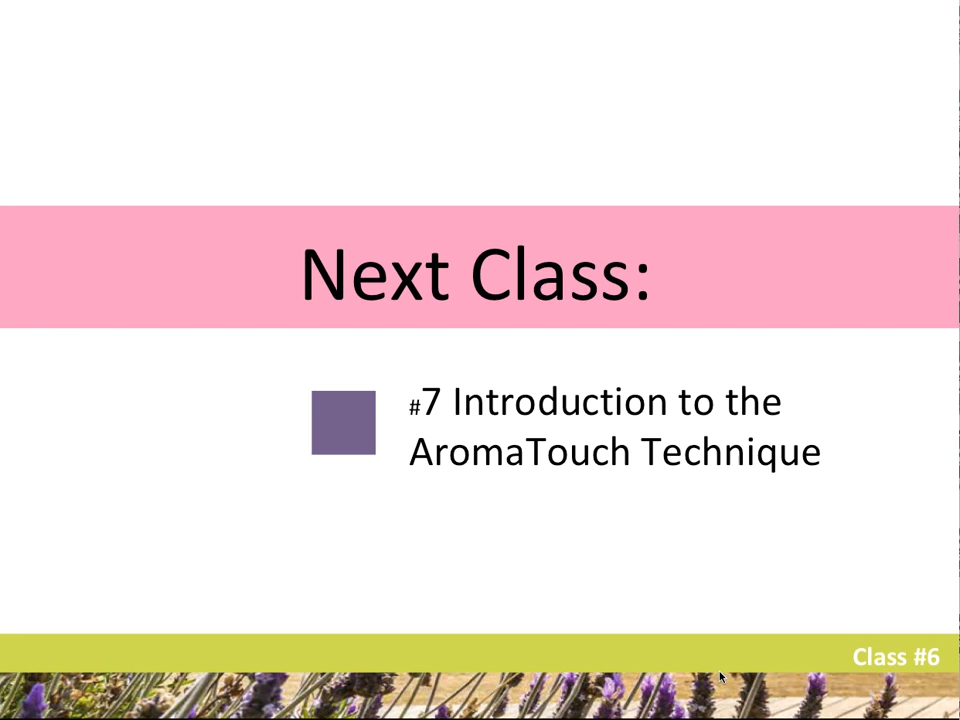 Next Class:
#7 Introduction to the
AromaTouch Technique
Class #6